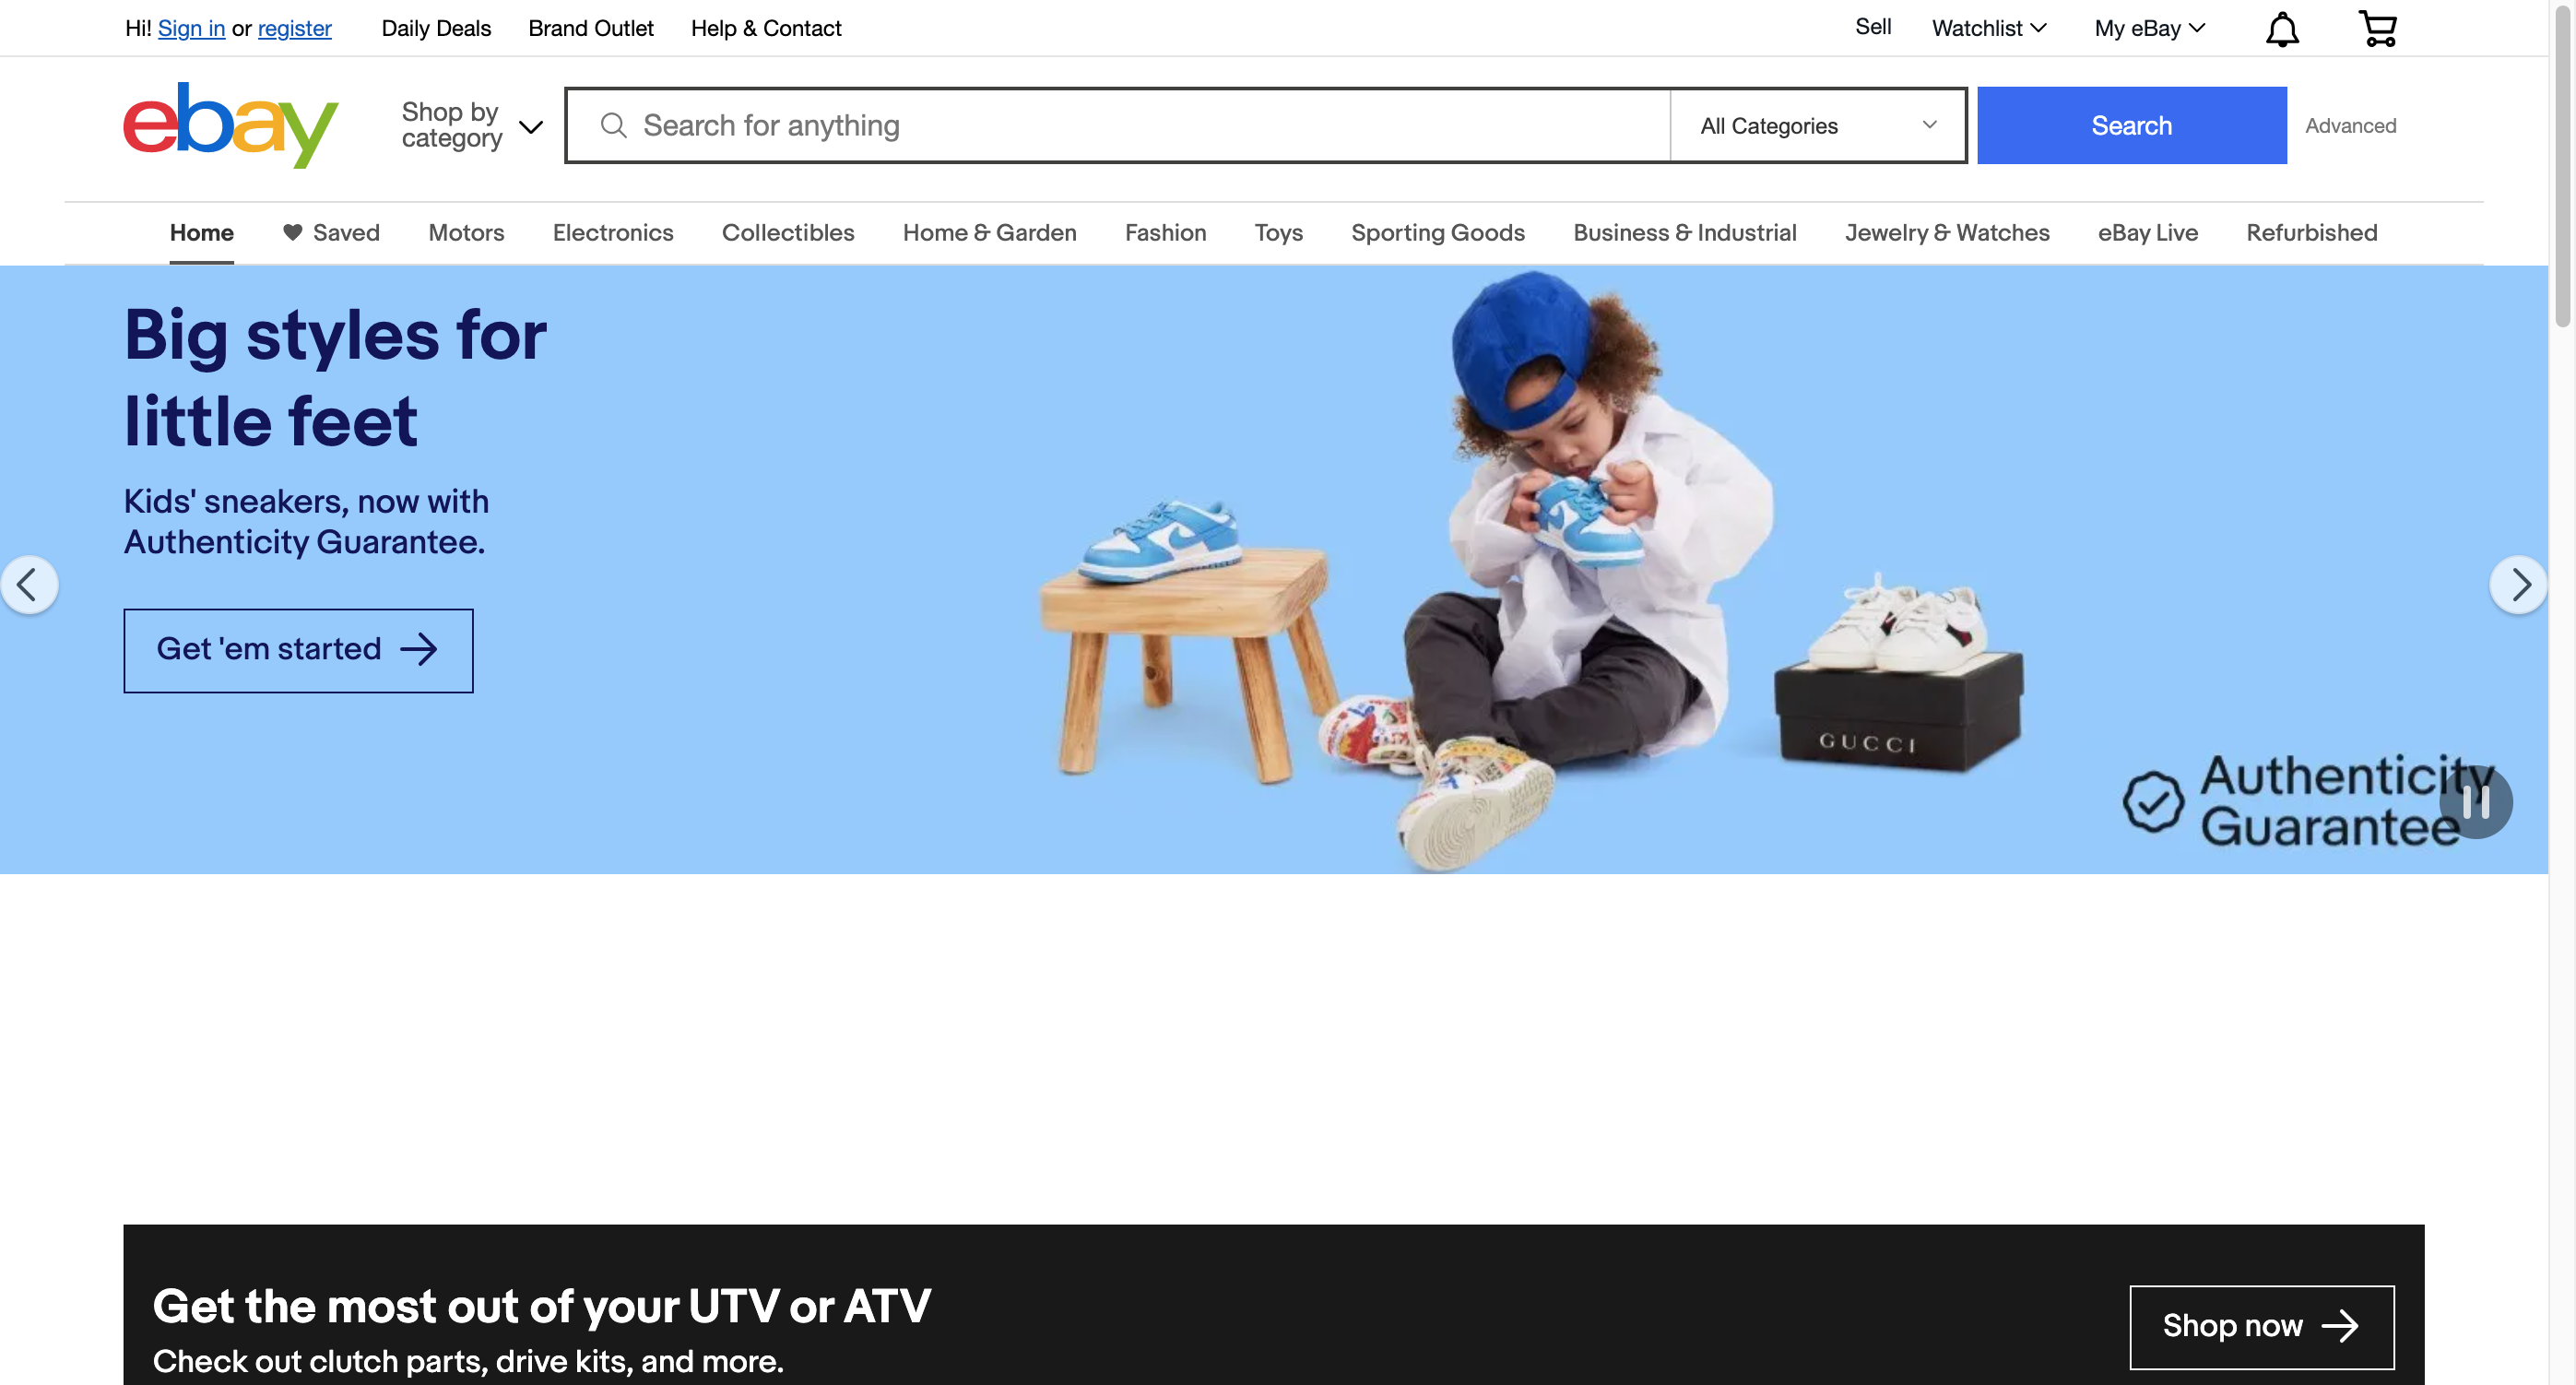 Hi! Sign in or register
Daily Deals
Brand Outlet
Help & Contact
Sell
Watchlist
My eBay
ebay
Shop by
category
Search for anything
All Categories
Search
Advanced
Home
Saved
Motors
Electronics
Collectibles
Home & Garden
Fashion
Toys
Sporting Goods
Business & Industrial
Jewelry & Watches
eBay Live
Refurbished
Big styles for
little feet
Kids' sneakers, now with
Authenticity Guarantee.
Get 'em started
GUCCI
Authenticity
Guarantee
Get the most out of your UTV or ATV
Check out clutch parts, drive kits, and more.
Shop now